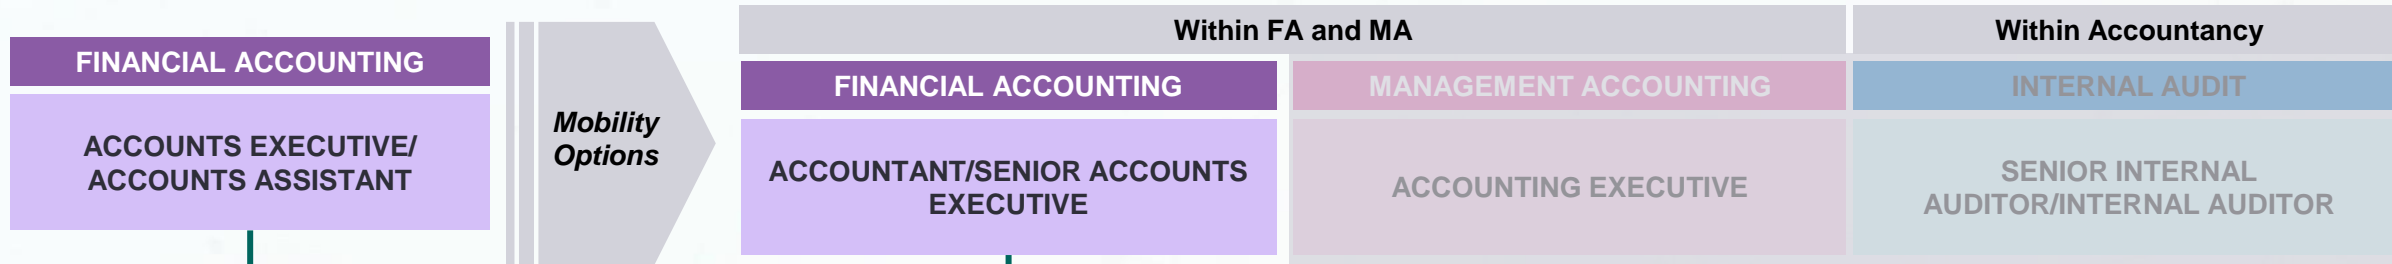 FINANCIAL ACCOUNTING
ACCOUNTS EXECUTIVE/
ACCOUNTS ASSISTANT
Mobility
Options
Within FA and MA
Within Accountancy
FINANCIAL ACCOUNTING
MANAGEMENT ACCOUNTING
INTERNAL AUDIT
ACCOUNTANT/SENIOR ACCOUNTS
EXECUTIVE
ACCOUNTING EXECUTIVE
SENIOR INTERNAL
AUDITOR/INTERNAL AUDITOR